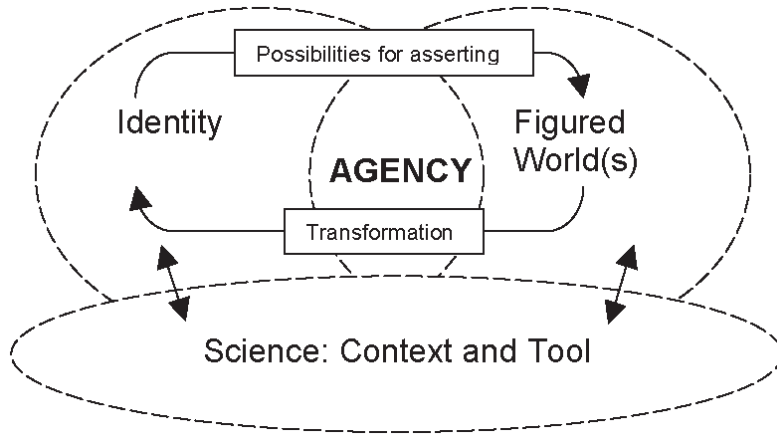 Possibilities for asserting
Identity
Figured
World(s)
AGENCY
Transformation
Science: Context and Tool